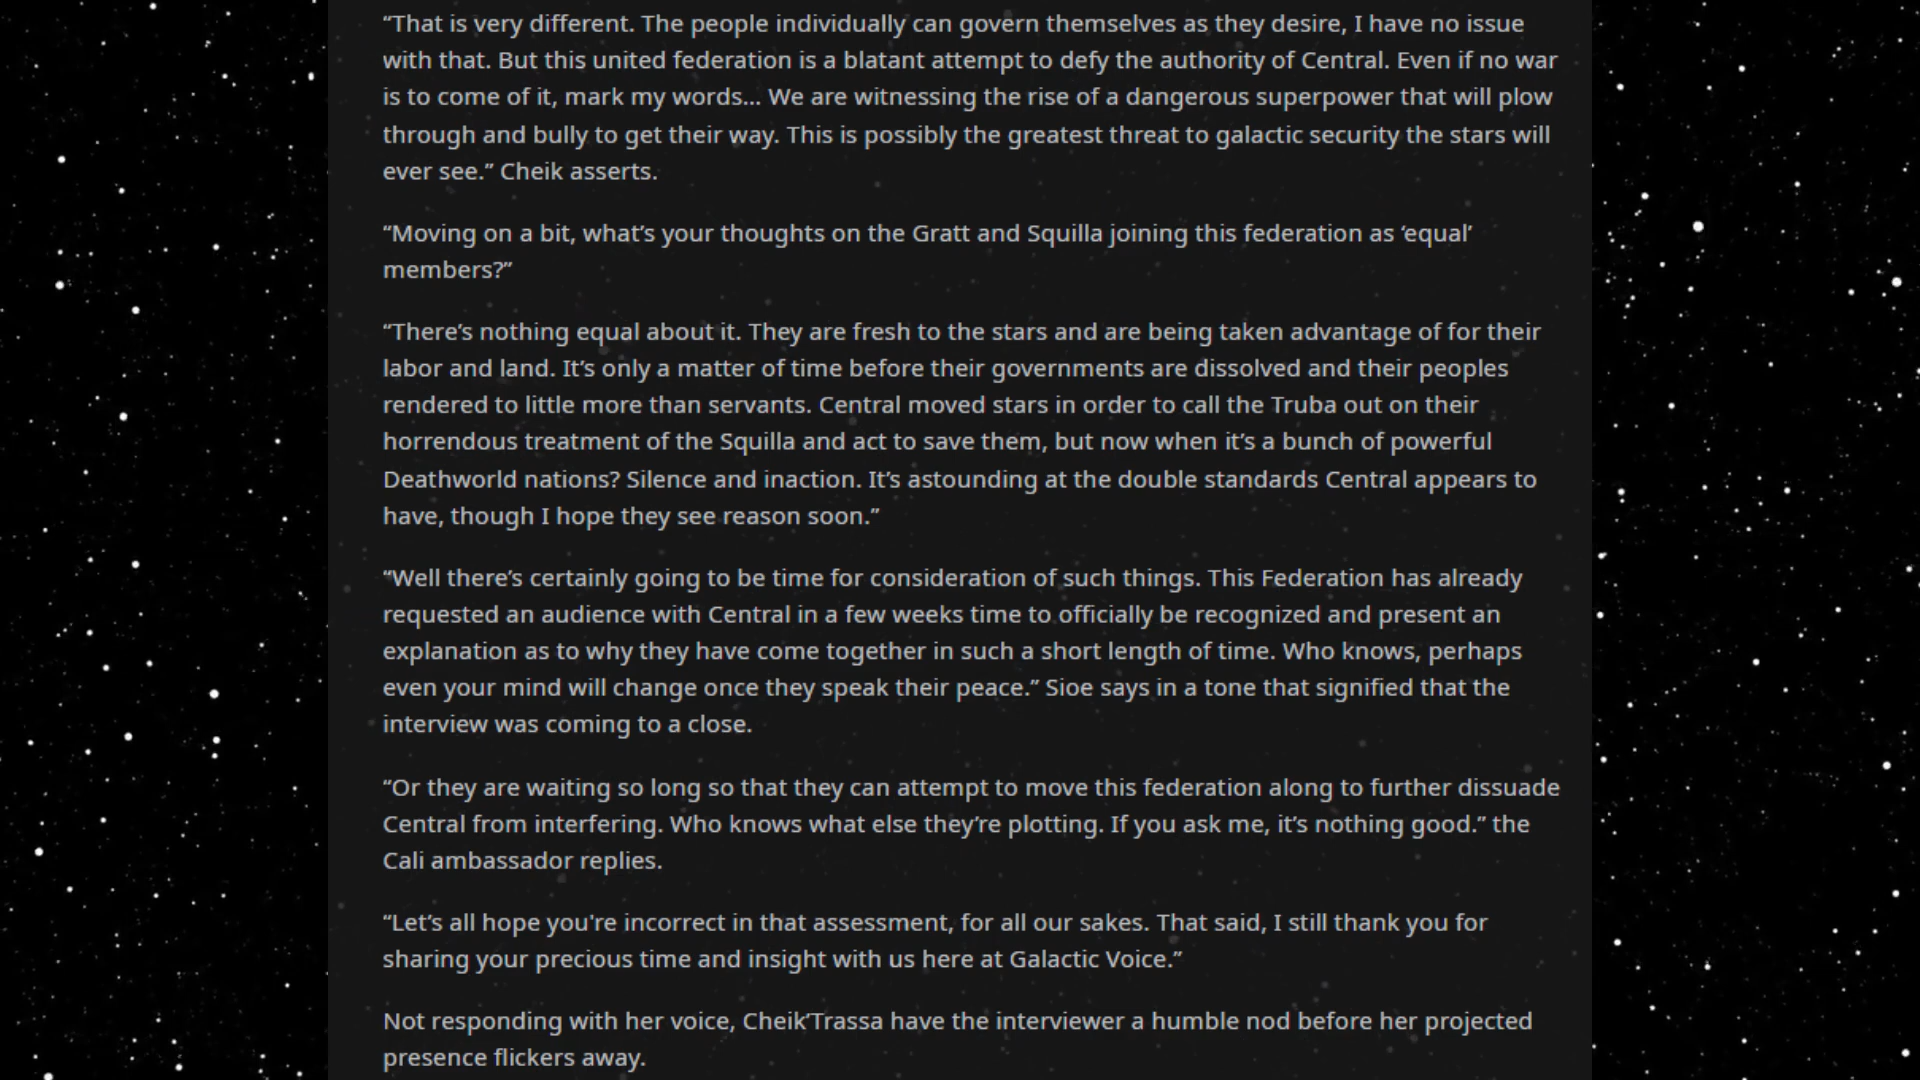 “That is very different. The people individually can govern themselves as they desire, I have no issue
with that. But this united federation is a blatant attempt to defy the authority of Central. Even if no war
is to come of it, mark my words... We are witnessing the rise of a dangerous superpower that will plow
through and bully to get their way. This is possibly the greatest threat to galactic security the stars will
ever see.” Cheik asserts.
“Moving on a bit, what’s your thoughts on the Gratt and Squilla joining this federation as ‘equal’
members?”
“There’s nothing equal about it. They are fresh to the stars and are being taken advantage of for their
labor and land. It’s only a matter of time before their governments are dissolved and their peoples
rendered to little more than servants. Central moved stars in order to call the Truba out on their
horrendous treatment of the Squilla and act to save them, but now when it’s a bunch of powerful
Deathworld nations? Silence and inaction. It’s astounding at the double standards Central appears to
have, though I hope they see reason soon.”
“Well there’s certainly going to be time for consideration of such things. This Federation has already
requested an audience with Central in a few weeks time to officially be recognized and present an
explanation as to why they have come together in such a short length of time. Who knows, perhaps
even your mind will change once they speak their peace.” Sioe says in a tone that signified that the
interview was coming to a close.
“Or they are waiting so long so that they can attempt to move this federation along to further dissuade
Central from interfering. Who knows what else they’re plotting. If you ask me, it’s nothing good.” the
Cali ambassador replies.
“Let’s all hope you're incorrect in that assessment, for all our sakes. That said, I still thank you for
sharing your precious time and insight with us here at Galactic Voice.”
Not responding with her voice, Cheik’Trassa have the interviewer a humble nod before her projected
presence flickers away.